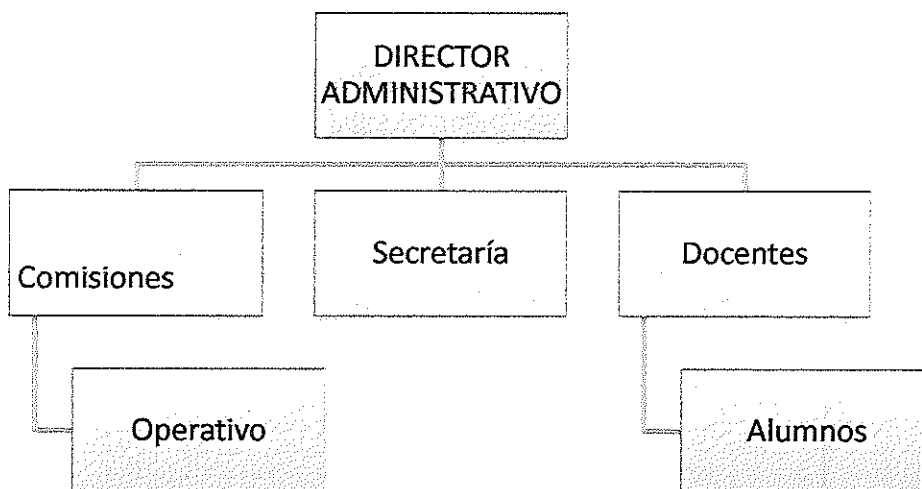 DIRECTOR
ADMINISTRATIVO
Comisiones
Secretaría
Docentes
Operativo
Alumnos